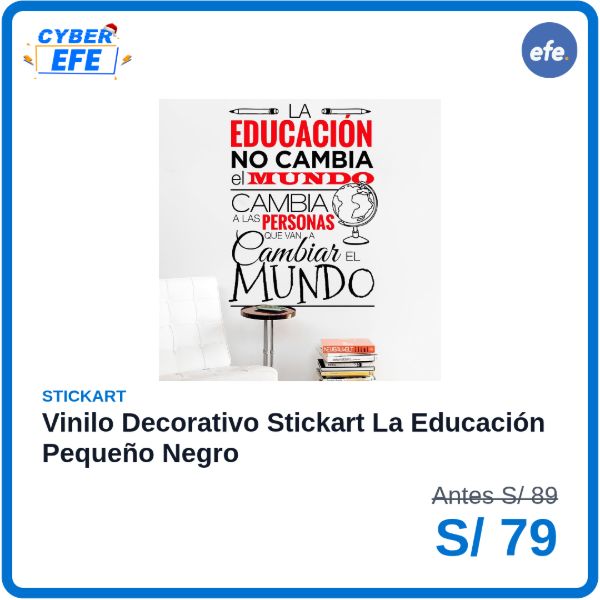 CYBER
EFE
efe.
LA
EDUCACIÓN
NO CAMBIA
el MUNDO
CAMBIA
A LAS PERSONAS
QUE VAN A
Cambiar EL
MUNDO
STICKART
Vinilo Decorativo Stickart La Educación
Pequeño Negro
Antes S/ 89
S/ 79